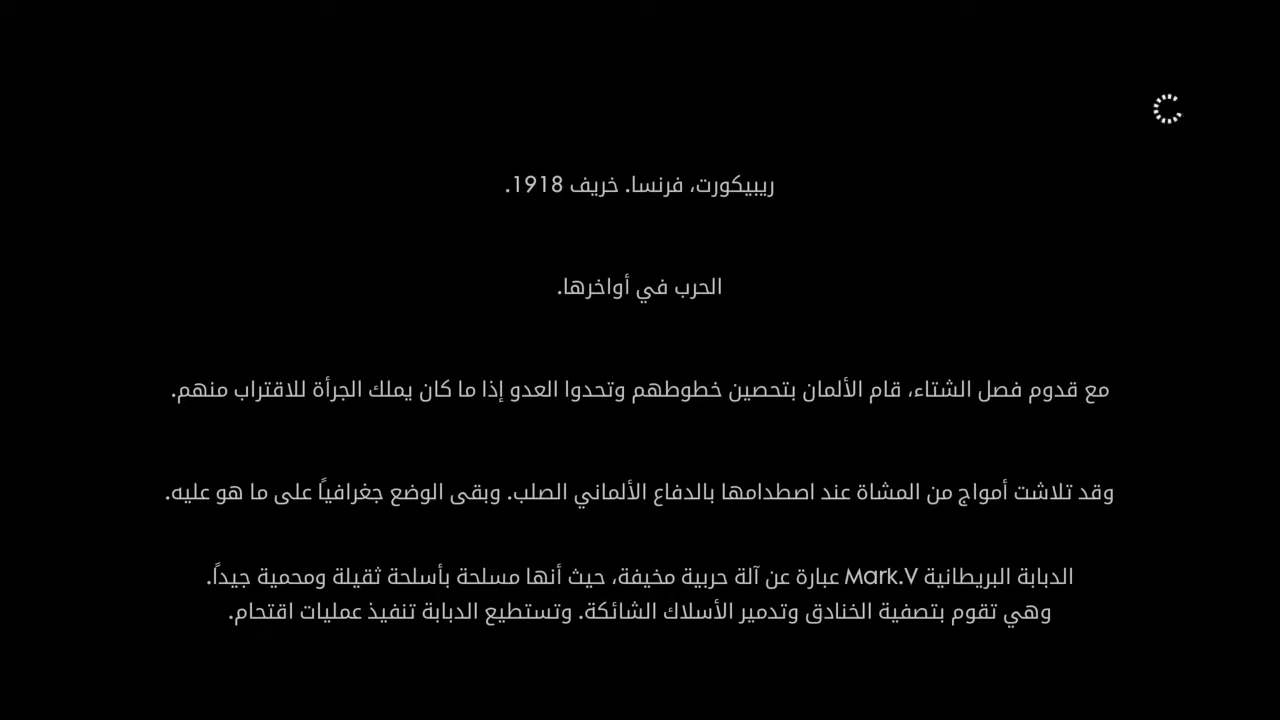 ريبيكورت، فرنسا. خريف 1918.
الحرب في أواخرها.
مع قدوم فصل الشتاء، قام الألمان بتحصين خطوطهم وتحدوا العدو إذا ما كان يملك الجرأة للاقتراب منهم.
وقد تلاشت أمواج من المشاة عند اصطدامها بالدفاع الألماني الصلب. وبقى الوضع جغرافياً على ما هو عليه.
الدبابة البريطانية Mark.V عبارة عن آلة حربية مخيفة، حيث أنها مسلحة بأسلحة ثقيلة ومحمية جيداً.
وهي تقوم بتصفية الخنادق وتدمير الأسلاك الشائكة. وتستطيع الدبابة تنفيذ عمليات اقتحام.